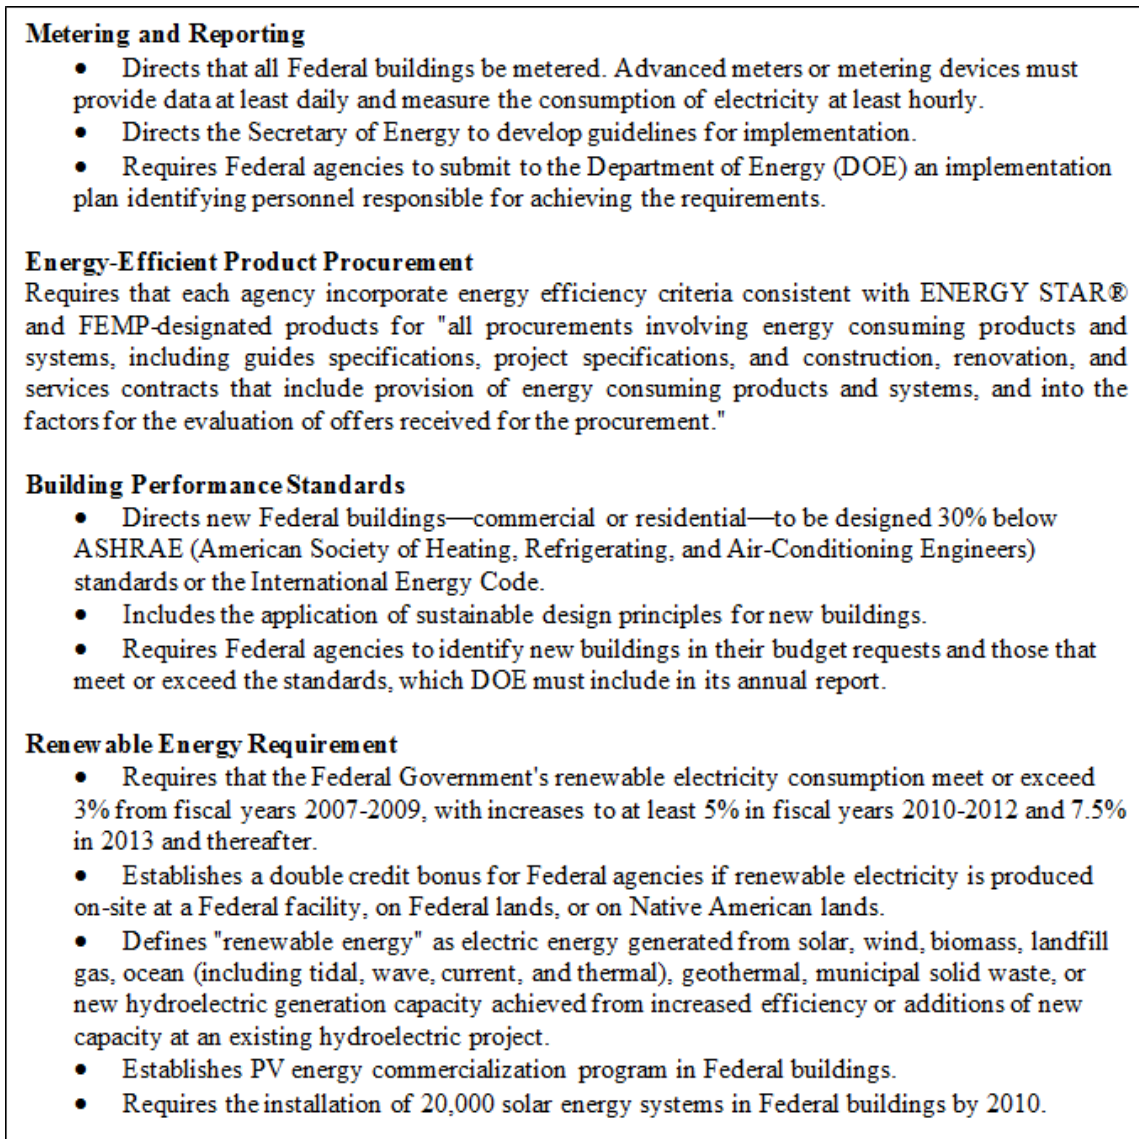 Metering and Reporting
• Directs that all Federal buildings be metered. Advanced meters or metering devices must
provide data at least daily and measure the consumption of electricity at least hourly.
• Directs the Secretary of Energy to develop guidelines for implementation.
• Requires Federal agencies to submit to the Department of Energy (DOE) an implementation
plan identifying personnel responsible for achieving the requirements.
Energy-Efficient Product Procurement
Requires that each agency incorporate energy efficiency criteria consistent with ENERGY STAR®
and FEMP-designated products for "all procurements involving energy consuming products and
systems, including guides specifications, project specifications, and construction, renovation, and
services contracts that include provision of energy consuming products and systems, and into the
factors for the evaluation of offers received for the procurement."
Building Performance Standards
• Directs new Federal buildings—commercial or residential—to be designed 30% below
ASHRAE (American Society of Heating, Refrigerating, and Air-Conditioning Engineers)
standards or the International Energy Code.
• Includes the application of sustainable design principles for new buildings.
• Requires Federal agencies to identify new buildings in their budget requests and those that
meet or exceed the standards, which DOE must include in its annual report.
Renewable Energy Requirement
• Requires that the Federal Government's renewable electricity consumption meet or exceed
3% from fiscal years 2007-2009, with increases to at least 5% in fiscal years 2010-2012 and 7.5%
in 2013 and thereafter.
• Establishes a double credit bonus for Federal agencies if renewable electricity is produced
on-site at a Federal facility, on Federal lands, or on Native American lands.
• Defines "renewable energy" as electric energy generated from solar, wind, biomass, landfill
gas, ocean (including tidal, wave, current, and thermal), geothermal, municipal solid waste, or
new hydroelectric generation capacity achieved from increased efficiency or additions of new
capacity at an existing hydroelectric project.
• Establishes PV energy commercialization program in Federal buildings.
• Requires the installation of 20,000 solar energy systems in Federal buildings by 2010.